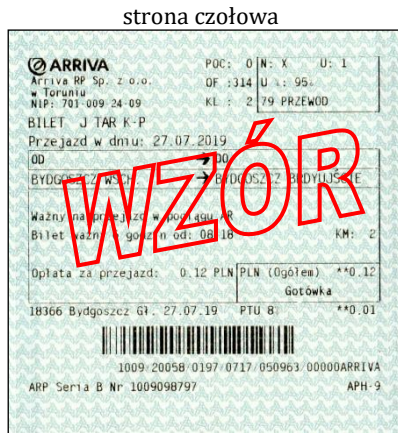 strona czołowa
ARRIVA
Arriva RP Sp. z o.o.
w Toruniu
NIP: 701-009-24-09
POC: 0 N: X U: 1
OF :314 U
KL : 2 79 PRZEWOD
BILET J TAR K-P
Przejazd w dniu: 27.07.2019
OD → DO
BYDGOSZCZ WSCH. → BYDGOSZCZ BRDYUJŚCIE
WZÓR
Ważny na przejazd w pociągu AR
Bilet ważny od: 08:18 KM: 2
Opłata za przejazd: 0.12 PLN PLN (Ogółem) **0.12
Gotówka
18366 Bydgoszcz Gł. 27.07.19 PTU 8% **0.01
1009/20058/0197/0717/050963/00000ARRIVA
ARP Seria B Nr 1009098797 APH-9